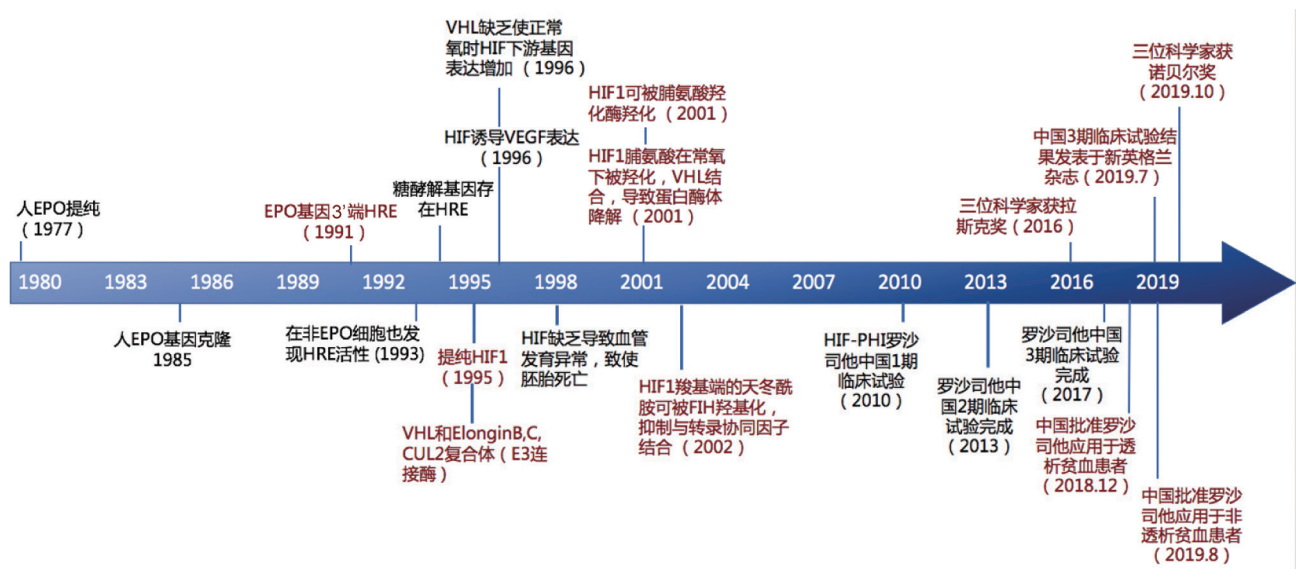 VHL缺乏使正常
氧时HIF下游基因
表达增加（1996）
HIF诱导VEGF表达
（1996）
HIF1可被脯氨酸羟
化酶羟化（2001）
HIF1脯氨酸在常氧
下被羟化，VHL结
合，导致蛋白酶体
降解（2001）
三位科学家获
诺贝尔奖
（2019.10）
中国3期临床试验结
果发表于新英格兰
杂志（2019.7）
三位科学家获拉
斯克奖（2016）
人EPO提纯
（1977）
EPO基因3’端HRE
（1991）
糖酵解基因存
在HRE
1980 1983 1986 1989 1992 1995 1998 2001 2004 2007 2010 2013 2016 2019
人EPO基因克隆
1985
在非EPO细胞也发
现HRE活性 (1993)
提纯HIF1
（1995）
VHL和ElonginB,C,
CUL2复合体（E3连
接酶）
HIF缺乏导致血管
发育异常，致使
胚胎死亡
HIF1羧基端的天冬酰
胺可被FIH羟基化，
抑制与转录协同因子
结合（2002）
HIF-PHI罗沙
司他中国1期
临床试验
（2010）
罗沙司他中
国2期临床
试验完成
（2013）
罗沙司他中国
3期临床试验
完成
（2017）
中国批准罗沙
司他应用于透
析贫血患者
（2018.12）
中国批准罗沙
司他应用于非
透析贫血患者
（2019.8）